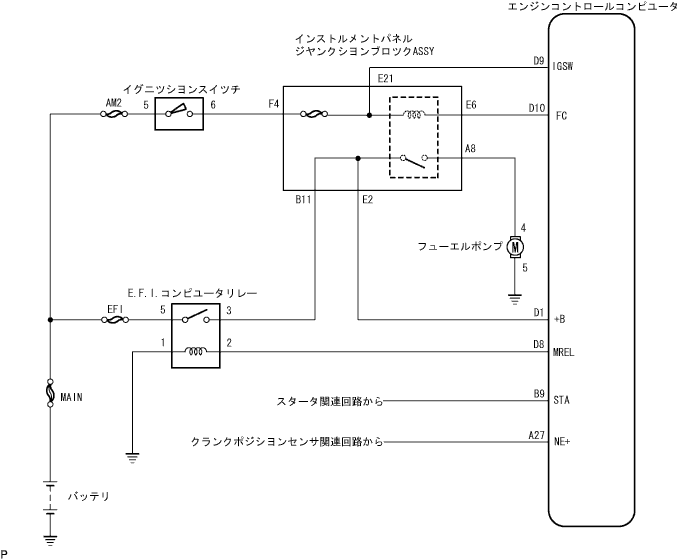 エンジンコントロールコンピュータ
インストルメントパネル
ジヤンクシヨンブロツクASSY
D9
IGSW
E21
イグニツシヨンスイツチ
AM2
5
6
F4
E6
D10
FC
A8
B11
E2
4
フューエルポンプ
M
5
E.F.I.コンピュータリレー
EFI
5
3
D1
+B
1
2
D8
MREL
MAIN
スタータ関連回路から
B9
STA
クランクポジションセンサ関連回路から
A27
NE+
バッテリ
P